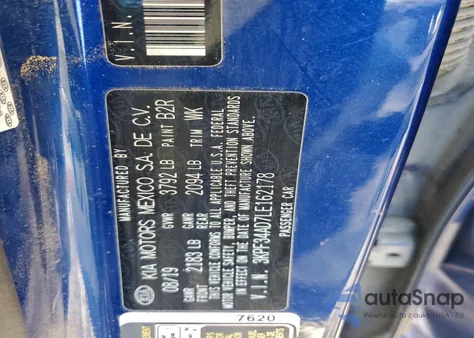 V.I.N.
MANUFACTURED BY
KIA MOTORS MEXICO S.A. DE C.V.
08/19 GVWR 3792 LB PAINT B2R
GAWR FRONT 2183 LB GAWR REAR 2094 LB TRIM WK
THIS VEHICLE CONFORMS TO ALL APPLICABLE U.S.A. FEDERAL
MOTOR VEHICLE SAFETY, BUMPER, AND THEFT PREVENTION STANDARDS
IN EFFECT ON THE DATE OF MANUFACTURE SHOWN ABOVE.
V.I.N. 3KPF34AD7LE162178
PASSENGER CAR
7620
autoSnap